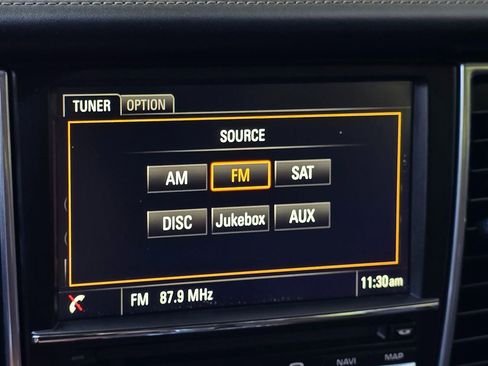 TUNER OPTION
SOURCE
AM FM SAT
DISC Jukebox AUX
FM 87.9 MHz 11:30am
NAVI MAP